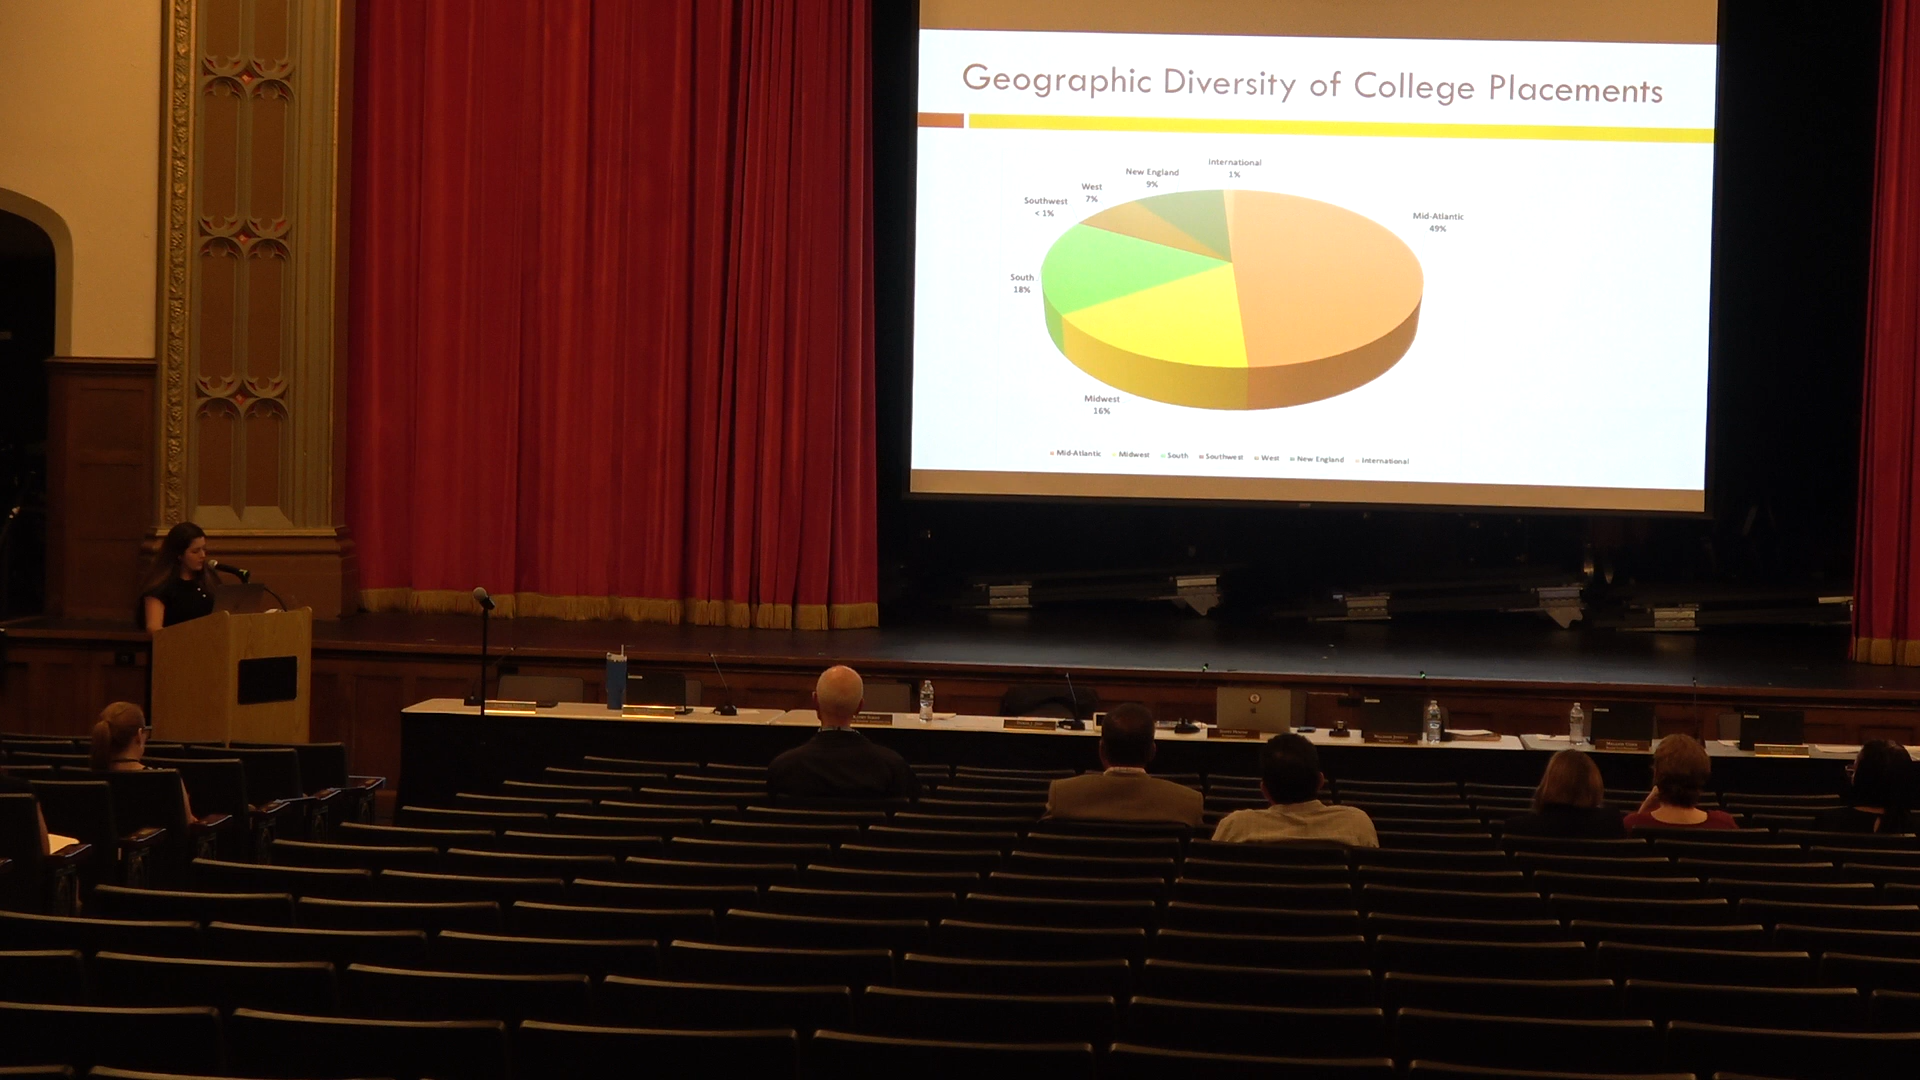 Geographic Diversity of College Placements
International
1%
New England
9%
West
7%
Southwest
< 1%
Mid-Atlantic
49%
South
18%
Midwest
16%
Mid-Atlantic Midwest South Southwest West New England International